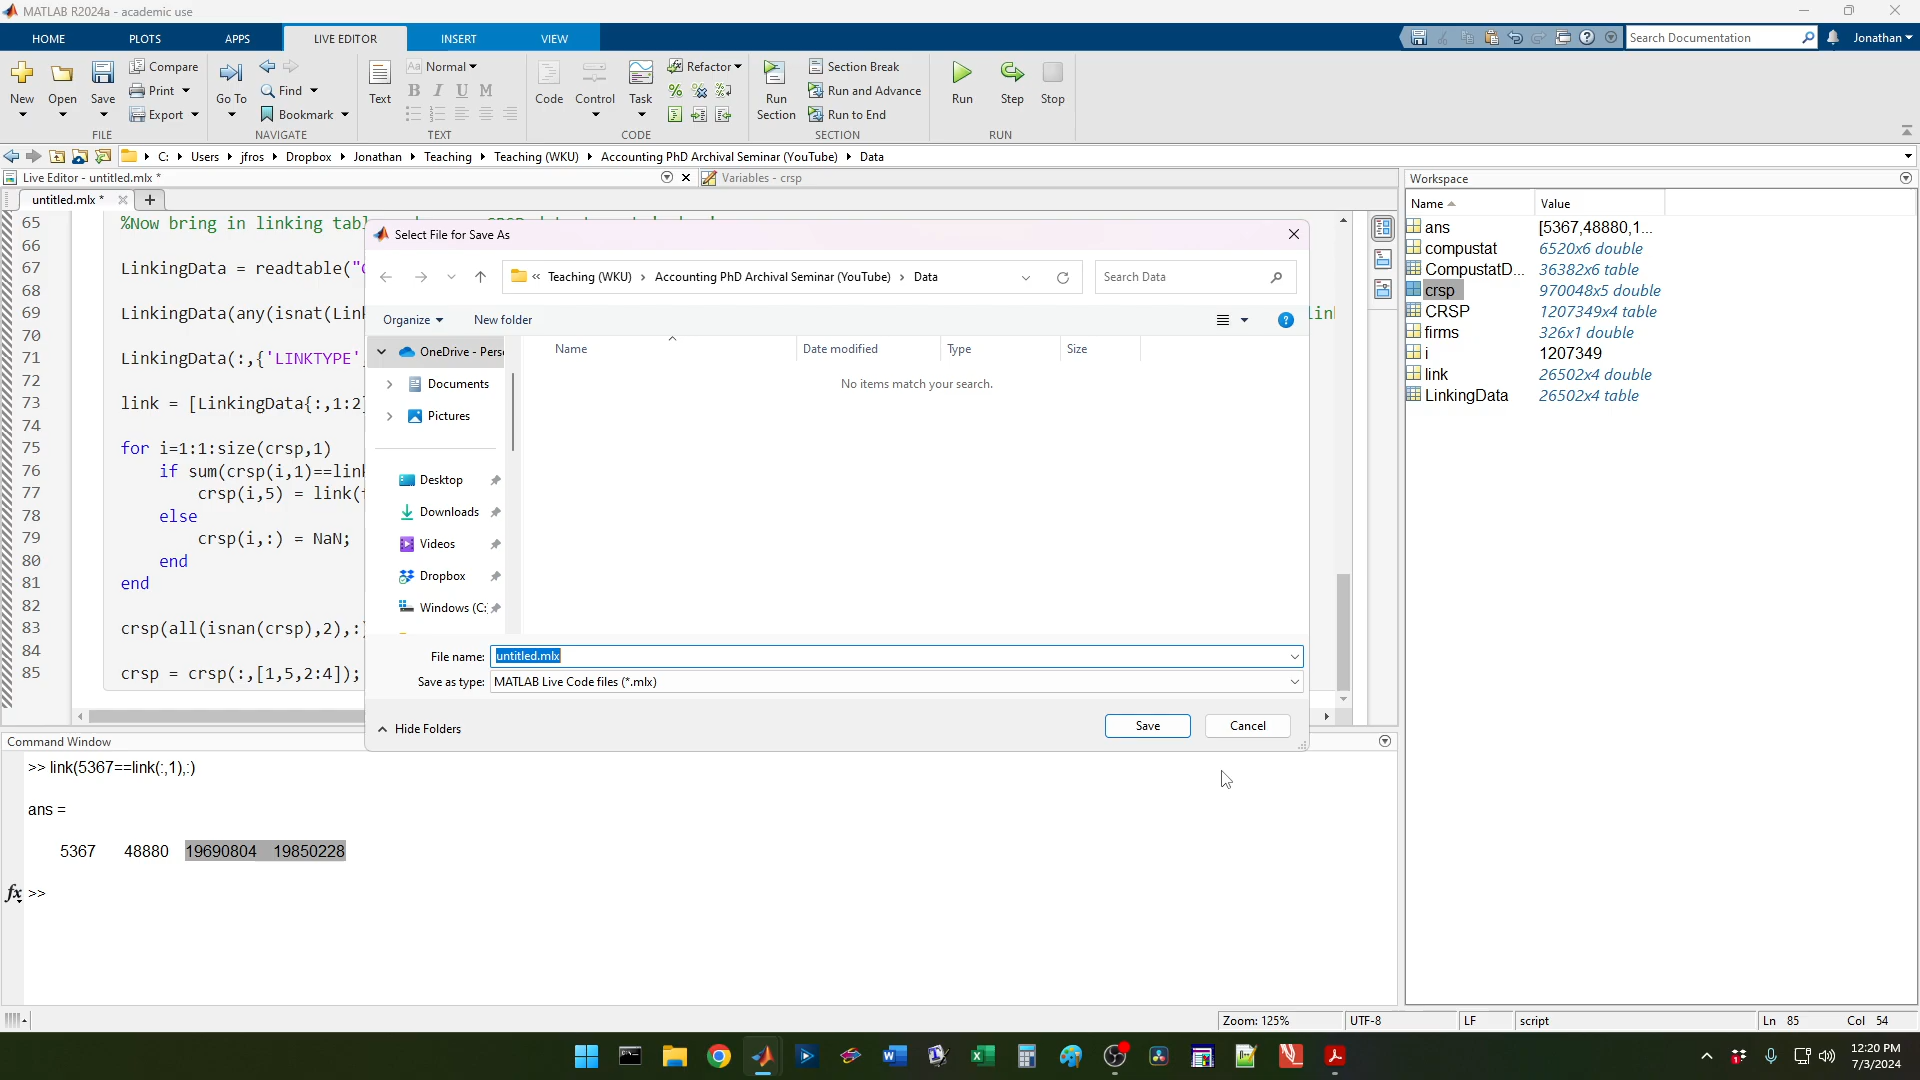 MATLAB R2024a - academic use
HOME PLOTS APPS LIVE EDITOR INSERT VIEW
Search Documentation
Jonathan
New Open Save
Compare
Print
Export
FILE
Go To
Find
Bookmark
NAVIGATE
Text
Aa Normal
B I U M
TEXT
Code Control Task
Refactor
CODE
Run Section
Section Break
Run and Advance
Run to End
SECTION
Run Step Stop
RUN
C: Users jfros Dropbox Jonathan Teaching Teaching (WKU) Accounting PhD Archival Seminar (YouTube) Data
Live Editor - untitled.mlx *
Variables - crsp
untitled.mlx *
65 %Now bring in linking
66
67 LinkingData = readtable("
68
69 LinkingData(any(isnat(
70
71 LinkingData(:,{'LINKTYPE'
72
73 link = [LinkingData{:,1:2]
74
75 for i=1:1:size(crsp,1)
76 if sum(crsp(i,1)==link
77 crsp(i,5) = link(
78 else
79 crsp(i,:) = NaN;
80 end
81 end
82
83 crsp(all(isnan(crsp),2),:
84
85 crsp = crsp(:,[1,5,2:4]);
Select File for Save As
« Teaching (WKU) Accounting PhD Archival Seminar (YouTube) Data
Search Data
Organize New folder
OneDrive - Pers
Documents
Pictures
Desktop
Downloads
Videos
Dropbox
Windows (C:
Name Date modified Type Size
No items match your search.
File name: untitled.mlx
Save as type: MATLAB Live Code files (*.mlx)
Hide Folders
Save Cancel
Command Window
>> link(5367==link(:,1),:)
ans =
5367 48880 19690804 19850228
fx >>
Workspace
Name Value
ans [5367,48880,1...
compustat 6520x6 double
CompustatD... 36382x6 table
crsp 970048x5 double
CRSP 1207349x4 table
firms 326x1 double
i 1207349
link 26502x4 double
LinkingData 26502x4 table
Zoom: 125% UTF-8 LF script Ln 85 Col 54
12:20 PM
7/3/2024